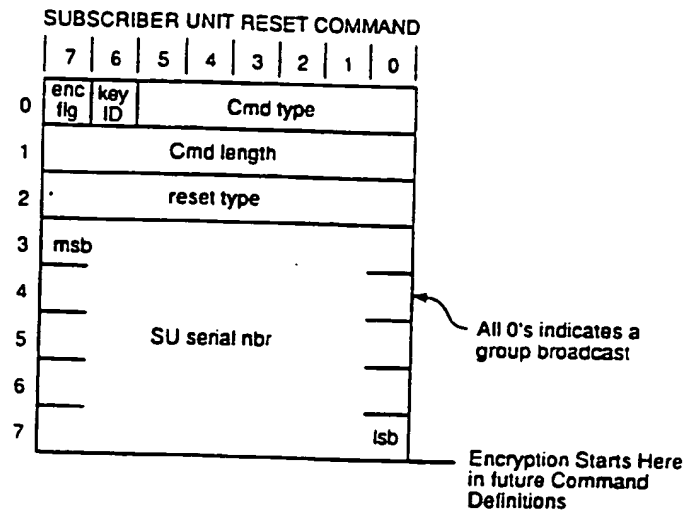 SUBSCRIBER UNIT RESET COMMAND
7 6 5 4 3 2 1 0
0 enc flg key ID Cmd type
1 Cmd length
2 reset type
3 msb
4
5 SU serial nbr
6
7 lsb
All 0's indicates a
group broadcast
Encryption Starts Here
in future Command
Definitions